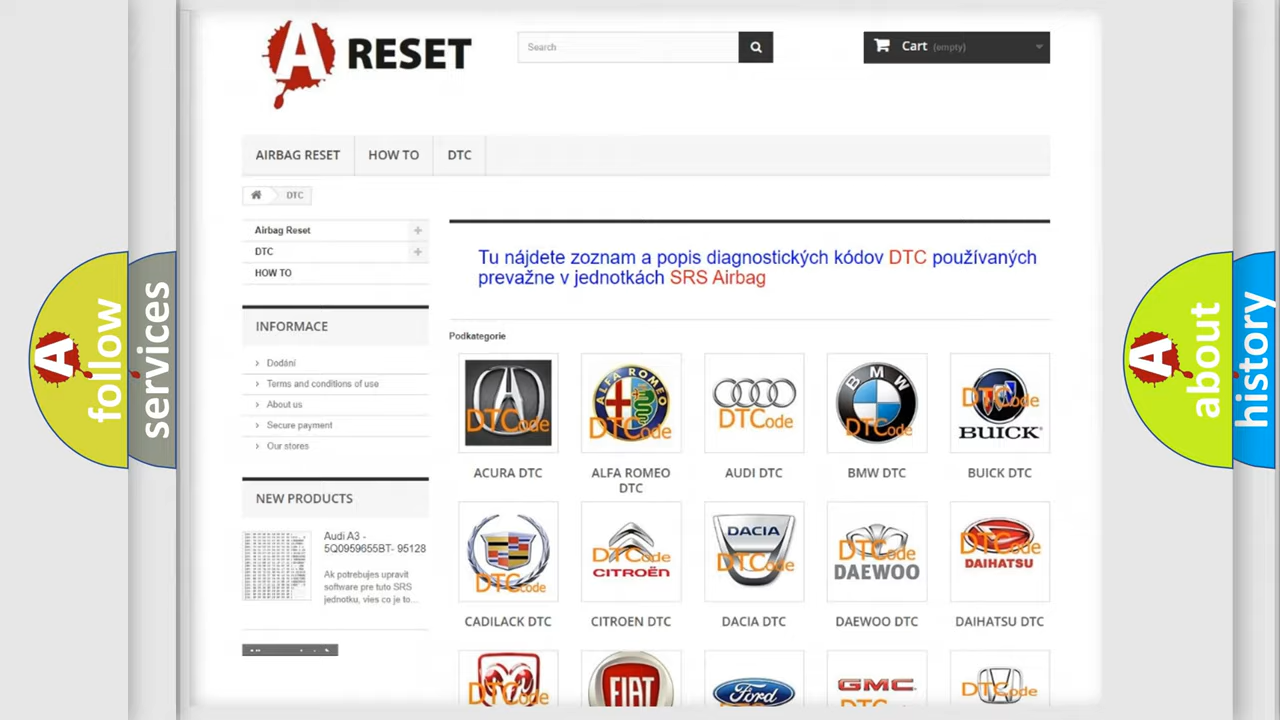 A RESET
Search
Cart (empty)
AIRBAG RESET
HOW TO
DTC
DTC
Airbag Reset
DTC
HOW TO
INFORMACE
Dodání
Terms and conditions of use
About us
Secure payment
Our stores
NEW PRODUCTS
Audi A3 -
5Q0959655BT- 95128
Ak potrebujes upravit
software pre tuto SRS
jednotku, vies co je to...
Tu nájdete zoznam a popis diagnostických kódov DTC používaných
prevažne v jednotkách SRS Airbag
Podkategorie
DTCode
ALFA ROMEO
DTCode
DTCode
BMW
DTCode
DTCode
BUICK
ACURA DTC
ALFA ROMEO
DTC
AUDI DTC
BMW DTC
BUICK DTC
DTCode
DTCode
CITROËN
DACIA
DTCode
DTCode
DAEWOO
DTCode
DAIHATSU
CADILACK DTC
CITROEN DTC
DACIA DTC
DAEWOO DTC
DAIHATSU DTC
DTCode
FIAT
Ford
GMC
DTCode
A follow
services
A about
history